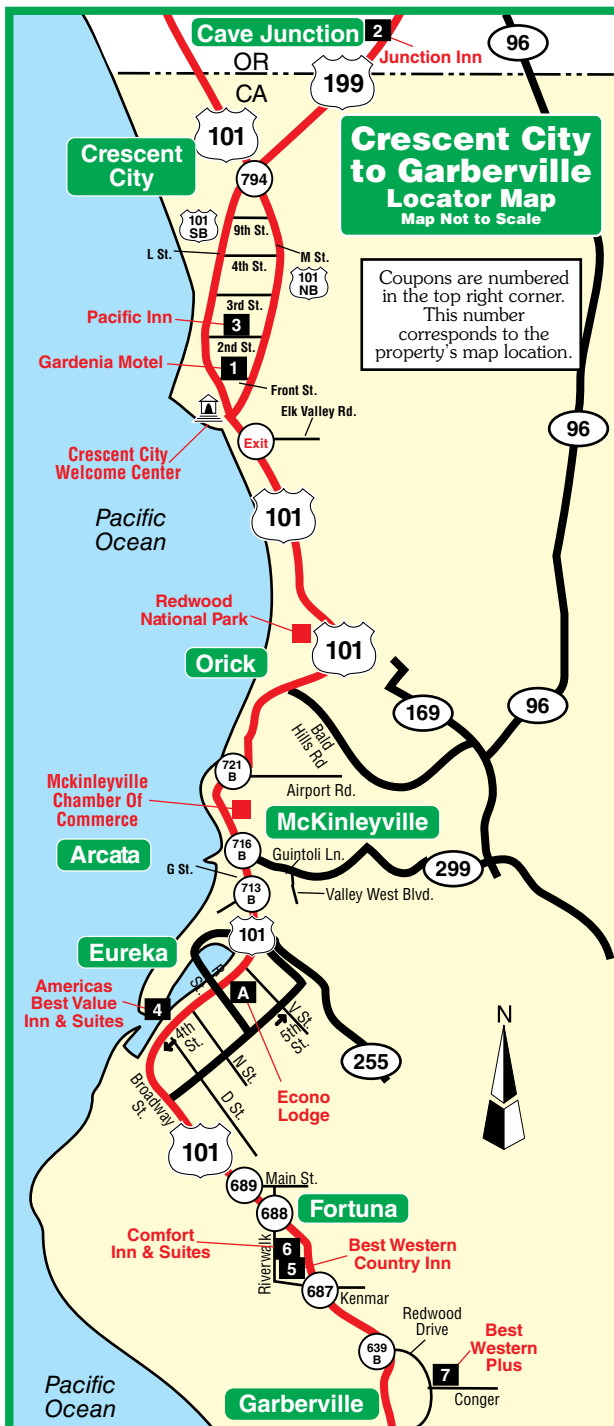 Cave Junction
2
Junction Inn
96
OR
CA
199
101
Crescent
City
Crescent City
to Garberville
Locator Map
Map Not to Scale
794
101
SB
9th St.
L St.
M St.
4th St.
101
NB
Coupons are numbered
in the top right corner.
This number
corresponds to the
property's map location.
3rd St.
Pacific Inn
3
2nd St.
Gardenia Motel
1
Front St.
Elk Valley Rd.
Exit
96
Crescent City
Welcome Center
101
Pacific
Ocean
Redwood
National Park
101
Orick
169
96
Bald
Hills Rd
721
B
Airport Rd.
Mckinleyville
Chamber Of
Commerce
McKinleyville
716
B
Arcata
Guintoli Ln.
299
G St.
713
B
Valley West Blvd.
101
Eureka
R
St.
Americas
Best Value
Inn & Suites
4
A
V St.
4th
St.
5th
St.
N
N St.
255
Econo
Lodge
Broadway
St.
D St.
101
689
Main St.
688
Fortuna
Comfort
Inn & Suites
6
Riverwalk
5
Best Western
Country Inn
687
Kenmar
Redwood
Drive
639
B
Best
Western
Plus
7
Conger
Pacific
Ocean
Garberville